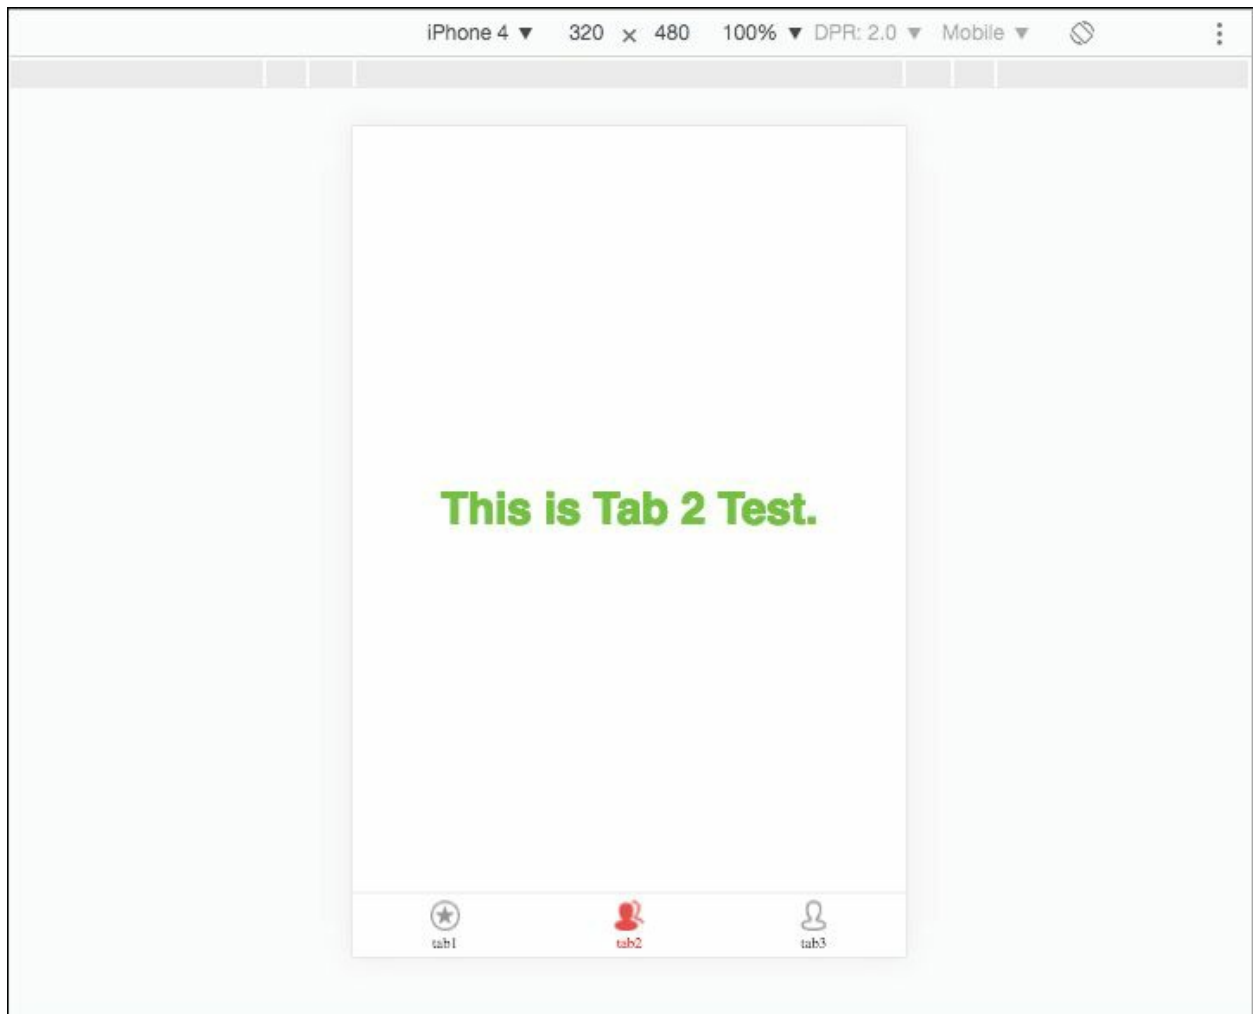 iPhone 4 ▼ 320 × 480 100% ▼ DPR: 2.0 ▼ Mobile ▼
This is Tab 2 Test.
tab1 tab2 tab3